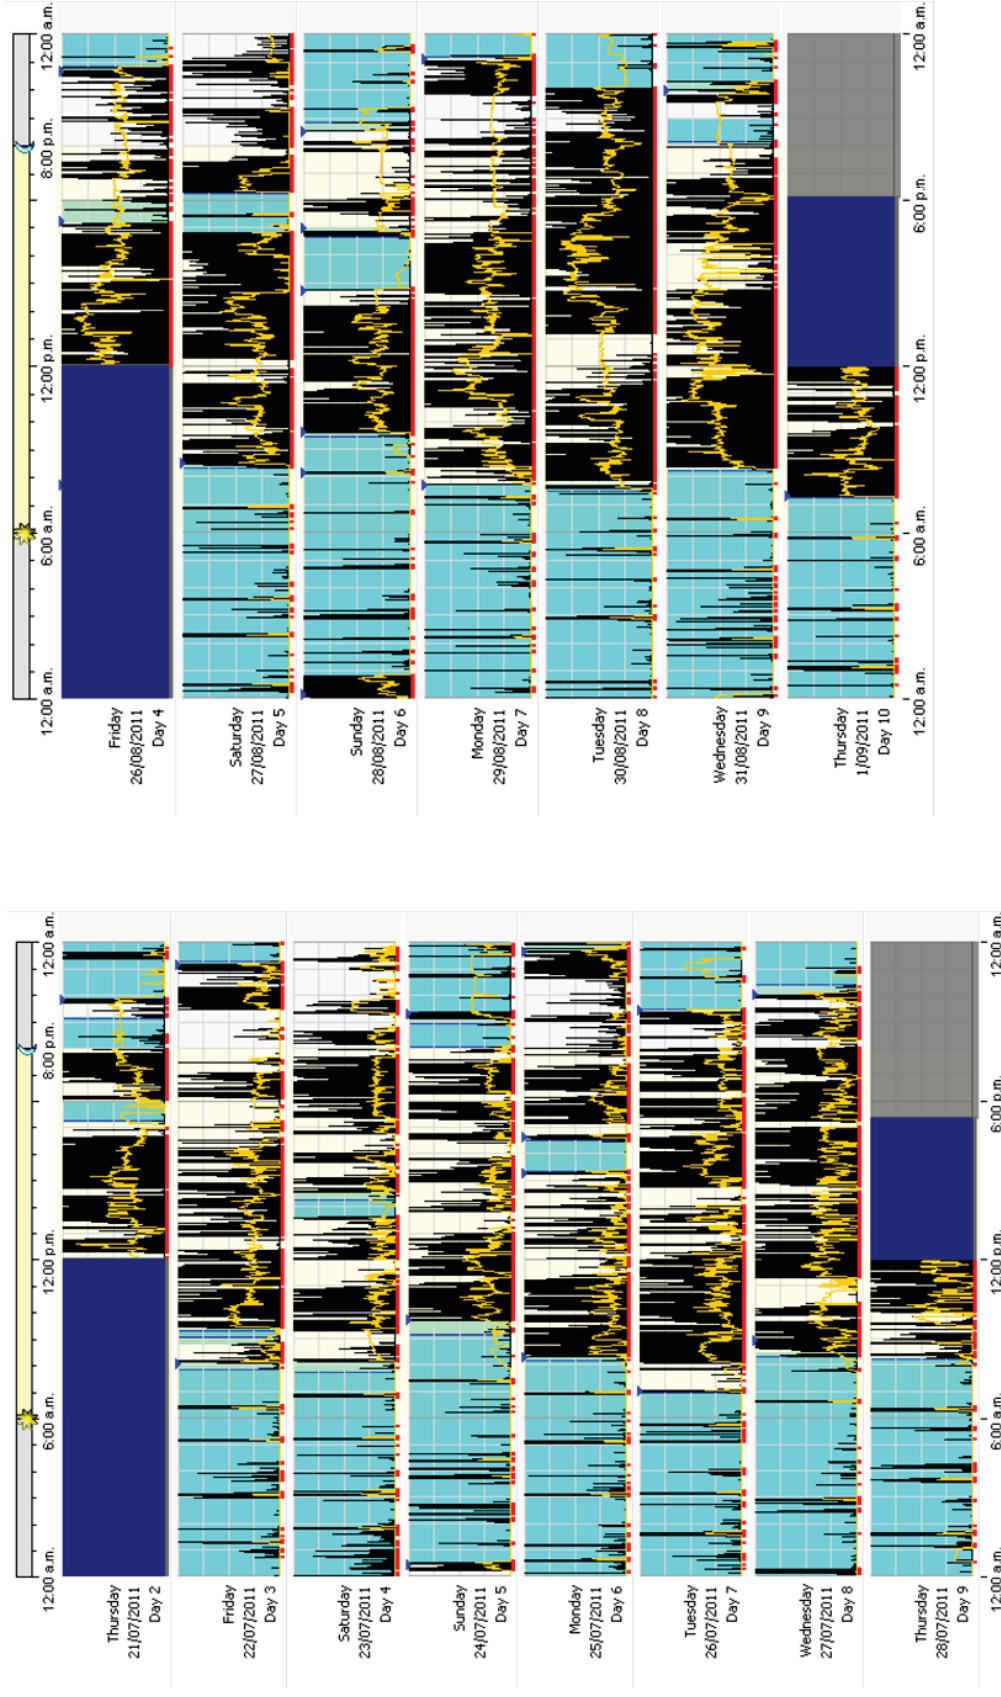 12:00 a.m. 6:00 a.m. 12:00 p.m. 8:00 p.m. 12:00 a.m.
Thursday
21/07/2011
Day 2
Friday
22/07/2011
Day 3
Saturday
23/07/2011
Day 4
Sunday
24/07/2011
Day 5
Monday
25/07/2011
Day 6
Tuesday
26/07/2011
Day 7
Wednesday
27/07/2011
Day 8
Thursday
28/07/2011
Day 9
12:00 a.m. 6:00 a.m. 12:00 p.m. 6:00 p.m. 12:00 a.m.
12:00 a.m. 6:00 a.m. 12:00 p.m. 8:00 p.m. 12:00 a.m.
Friday
26/08/2011
Day 4
Saturday
27/08/2011
Day 5
Sunday
28/08/2011
Day 6
Monday
29/08/2011
Day 7
Tuesday
30/08/2011
Day 8
Wednesday
31/08/2011
Day 9
Thursday
1/09/2011
Day 10
12:00 a.m. 6:00 a.m. 12:00 p.m. 6:00 p.m. 12:00 a.m.